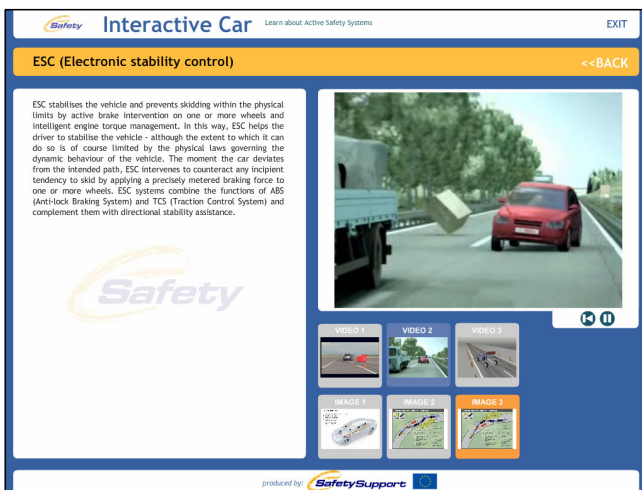 Safety
Interactive Car
Learn about Active Safety Systems
EXIT
ESC (Electronic stability control)
<<BACK
ESC stabilises the vehicle and prevents skidding within the physical
limits by active brake intervention on one or more wheels and
intelligent engine torque management. In this way, ESC helps the
driver to stabilise the vehicle - although the extent to which it can
do so is of course limited by the physical laws governing the
dynamic behaviour of the vehicle. The moment the car deviates
from the intended path, ESC intervenes to counteract any incipient
tendency to skid by applying a precisely metered braking force to
one or more wheels. ESC systems combine the functions of ABS
(Anti-lock Braking System) and TCS (Traction Control System) and
complement them with directional stability assistance.
Safety
VIDEO 1
VIDEO 2
VIDEO 3
IMAGE 1
IMAGE 2
IMAGE 3
produced by:
SafetySupport